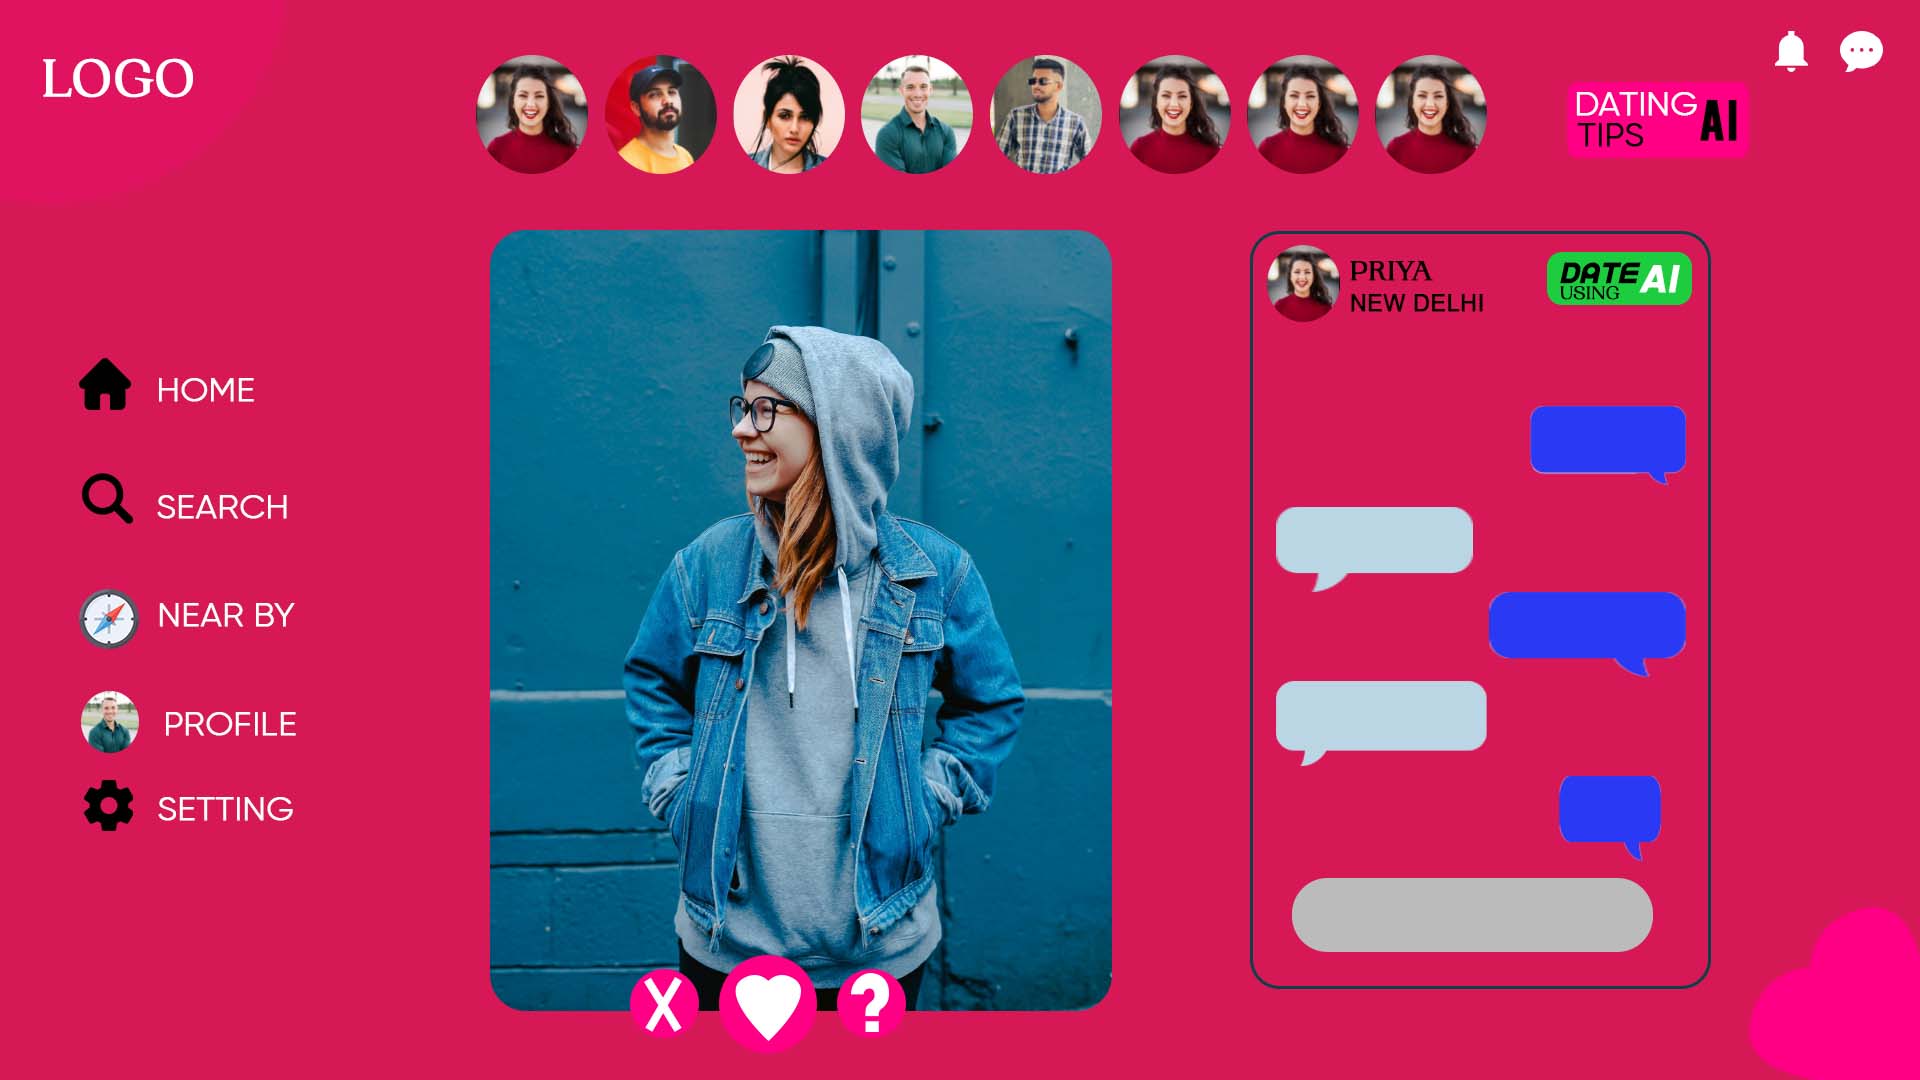 LOGO
DATING
TIPS AI
PRIYA
NEW DELHI
DATE
USING AI
HOME
SEARCH
NEAR BY
PROFILE
SETTING
X
?